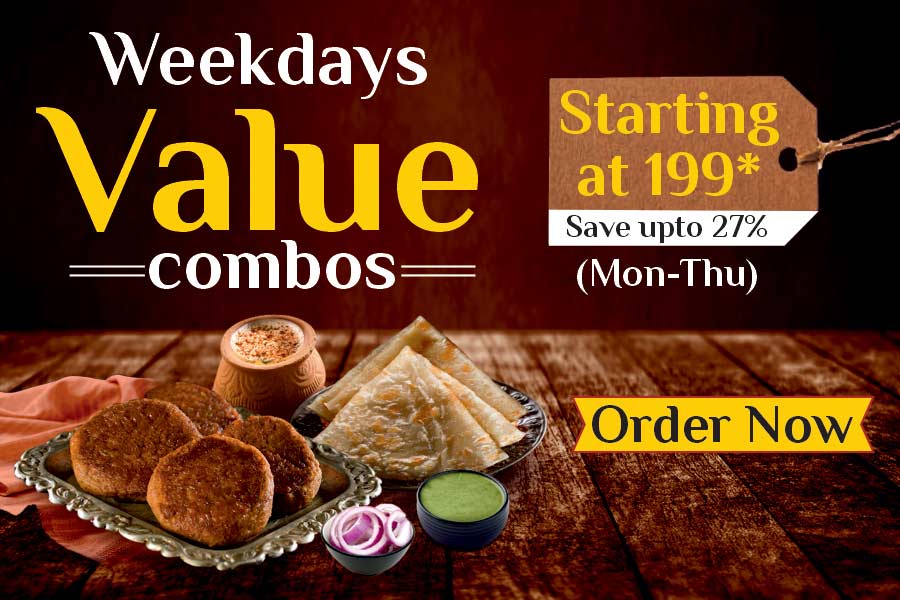 Weekdays
Value
combos
Starting
at 199*
Save upto 27%
(Mon-Thu)
Order Now